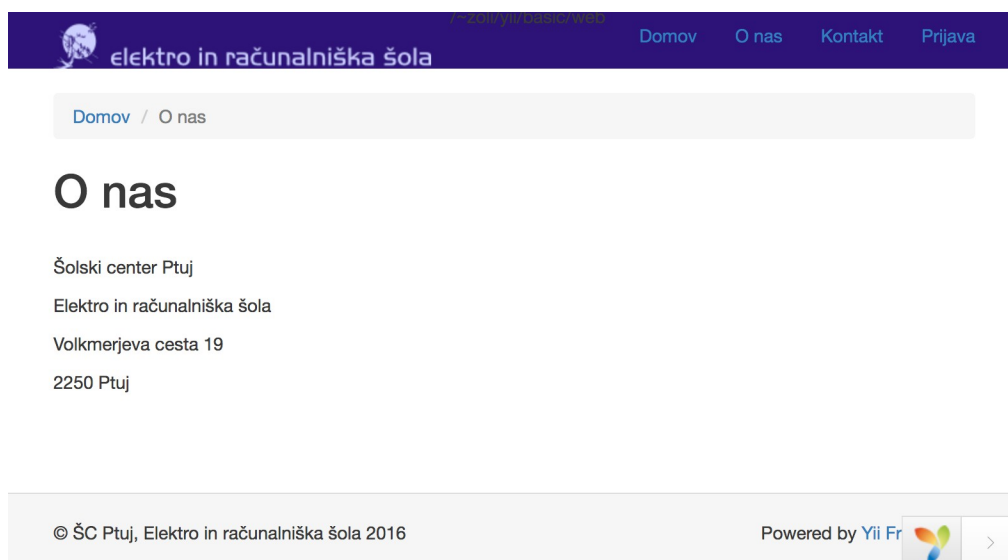 /~zoli/yii/basic/web
elektro in računalniška šola
Domov O nas Kontakt Prijava
Domov / O nas
O nas
Šolski center Ptuj
Elektro in računalniška šola
Volkmerjeva cesta 19
2250 Ptuj
© ŠC Ptuj, Elektro in računalniška šola 2016
Powered by Yii Fr